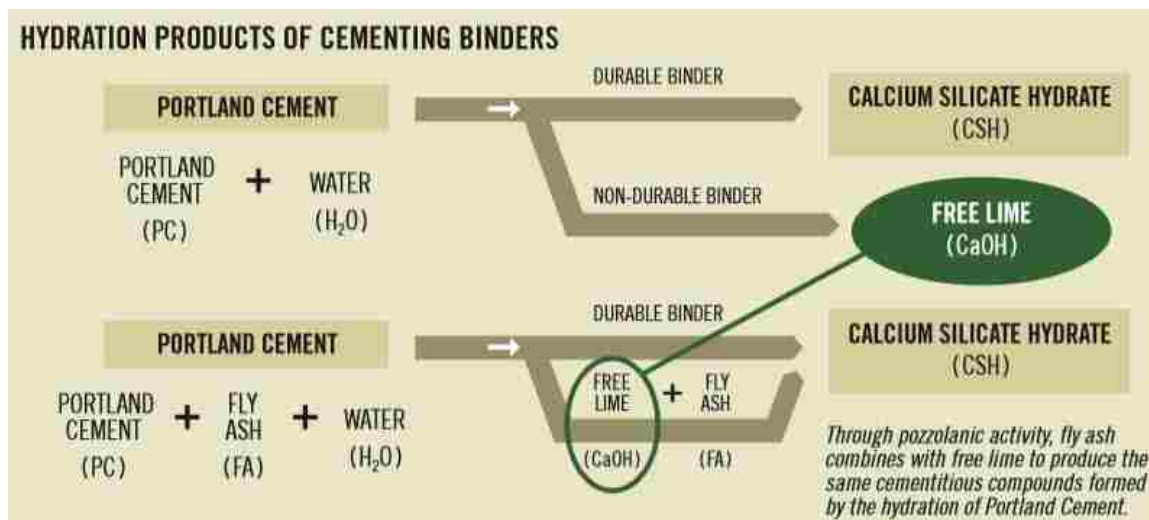 HYDRATION PRODUCTS OF CEMENTING BINDERS
PORTLAND CEMENT
PORTLAND
CEMENT
(PC)
+
WATER
(H₂O)
DURABLE BINDER
NON-DURABLE BINDER
CALCIUM SILICATE HYDRATE
(CSH)
FREE LIME
(CaOH)
PORTLAND CEMENT
PORTLAND
CEMENT
(PC)
+
FLY
ASH
(FA)
+
WATER
(H₂O)
DURABLE BINDER
FREE
LIME
(CaOH)
+
FLY
ASH
(FA)
CALCIUM SILICATE HYDRATE
(CSH)
Through pozzolanic activity, fly ash
combines with free lime to produce the
same cementitious compounds formed
by the hydration of Portland Cement.